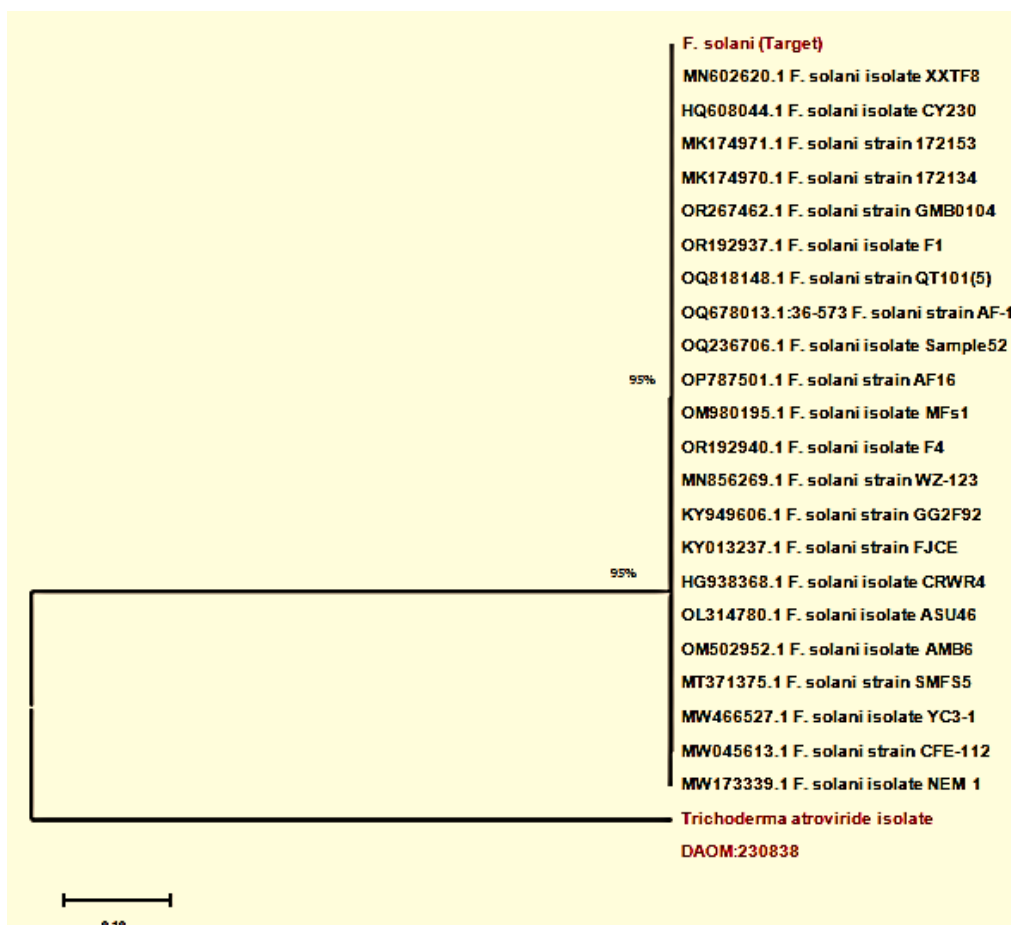 F. solani (Target)
MN602620.1 F. solani isolate XXTF8
HQ608044.1 F. solani isolate CY230
MK174971.1 F. solani strain 172153
MK174970.1 F. solani strain 172134
OR267462.1 F. solani strain GMB0104
OR192937.1 F. solani isolate F1
OQ818148.1 F. solani strain QT101(5)
OQ678013.1:36-573 F. solani strain AF-1
OQ236706.1 F. solani isolate Sample52
95%
OP787501.1 F. solani strain AF16
OM980195.1 F. solani isolate MFs1
OR192940.1 F. solani isolate F4
MN856269.1 F. solani strain WZ-123
KY949606.1 F. solani strain GG2F92
KY013237.1 F. solani strain FJCE
95%
HG938368.1 F. solani isolate CRWR4
OL314780.1 F. solani isolate ASU46
OM502952.1 F. solani isolate AMB6
MT371375.1 F. solani strain SMFS5
MW466527.1 F. solani isolate YC3-1
MW045613.1 F. solani strain CFE-112
MW173339.1 F. solani isolate NEM 1
Trichoderma atroviride isolate
DAOM:230838